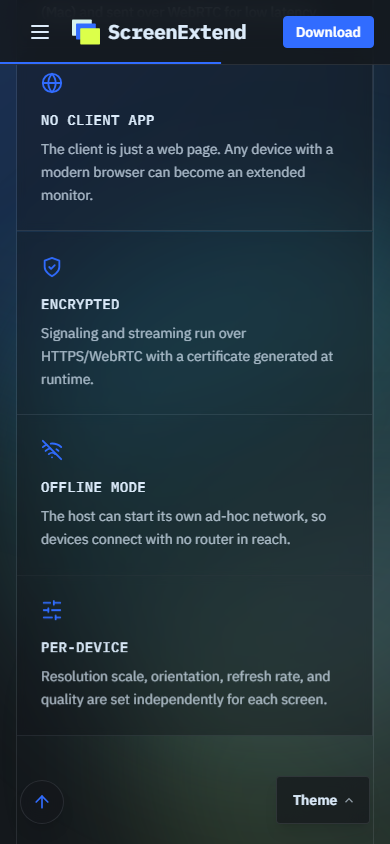 ScreenExtend
Download
NO CLIENT APP
The client is just a web page. Any device with a
modern browser can become an extended
monitor.
ENCRYPTED
Signaling and streaming run over
HTTPS/WebRTC with a certificate generated at
runtime.
OFFLINE MODE
The host can start its own ad-hoc network, so
devices connect with no router in reach.
PER-DEVICE
Resolution scale, orientation, refresh rate, and
quality are set independently for each screen.
Theme